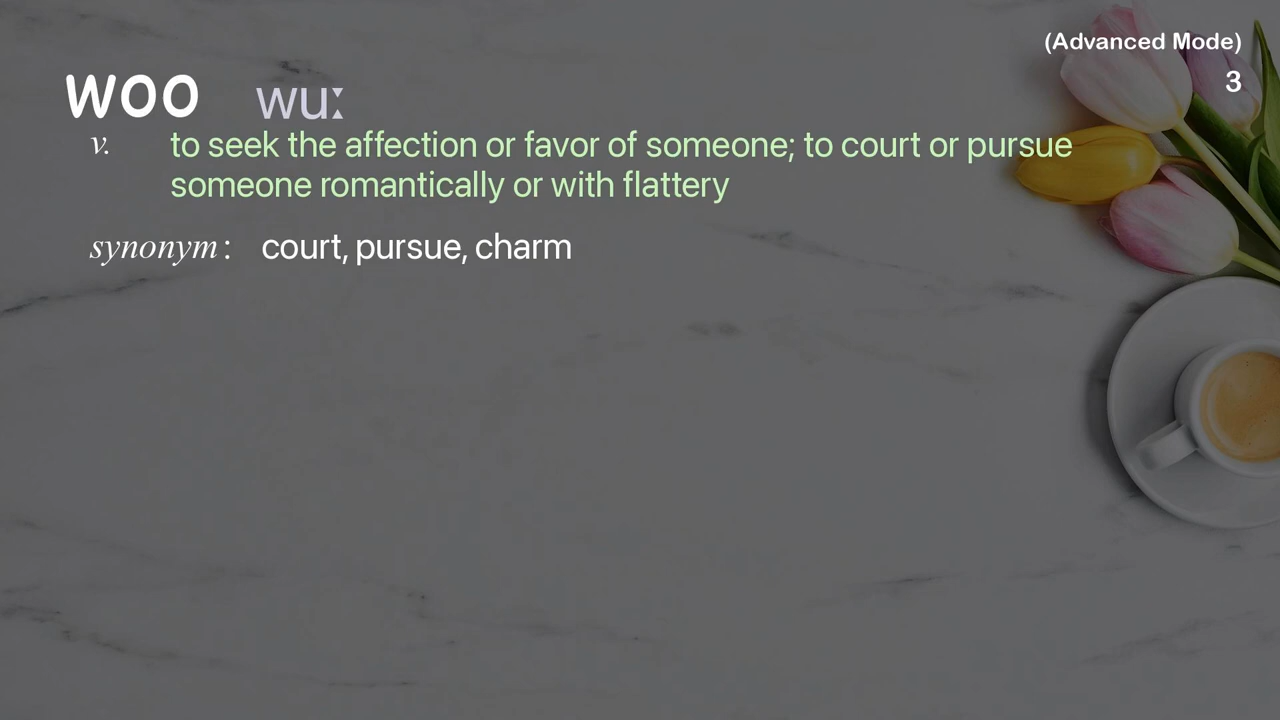 (Advanced Mode)
3
woo wuː
v. to seek the affection or favor of someone; to court or pursue
someone romantically or with flattery
synonym : court, pursue, charm